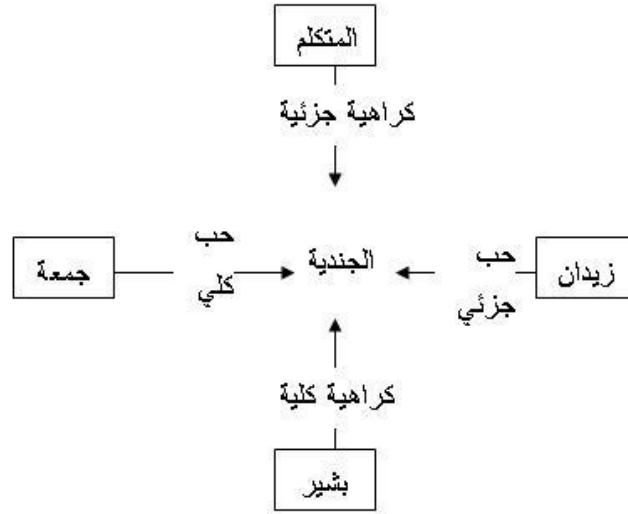 المتكلم
كراهية جزئية
حب
كلي
جمعة
الجندية
حب
جزئي
زيدان
كراهية كلية
بشير